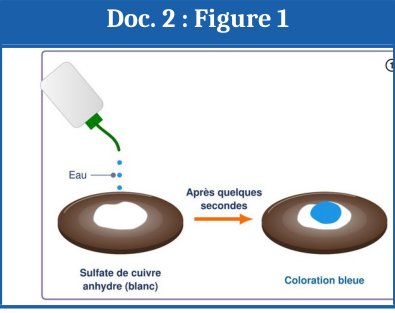 Doc. 2 : Figure 1
Eau
Après quelques
secondes
Sulfate de cuivre
anhydre (blanc)
Coloration bleue